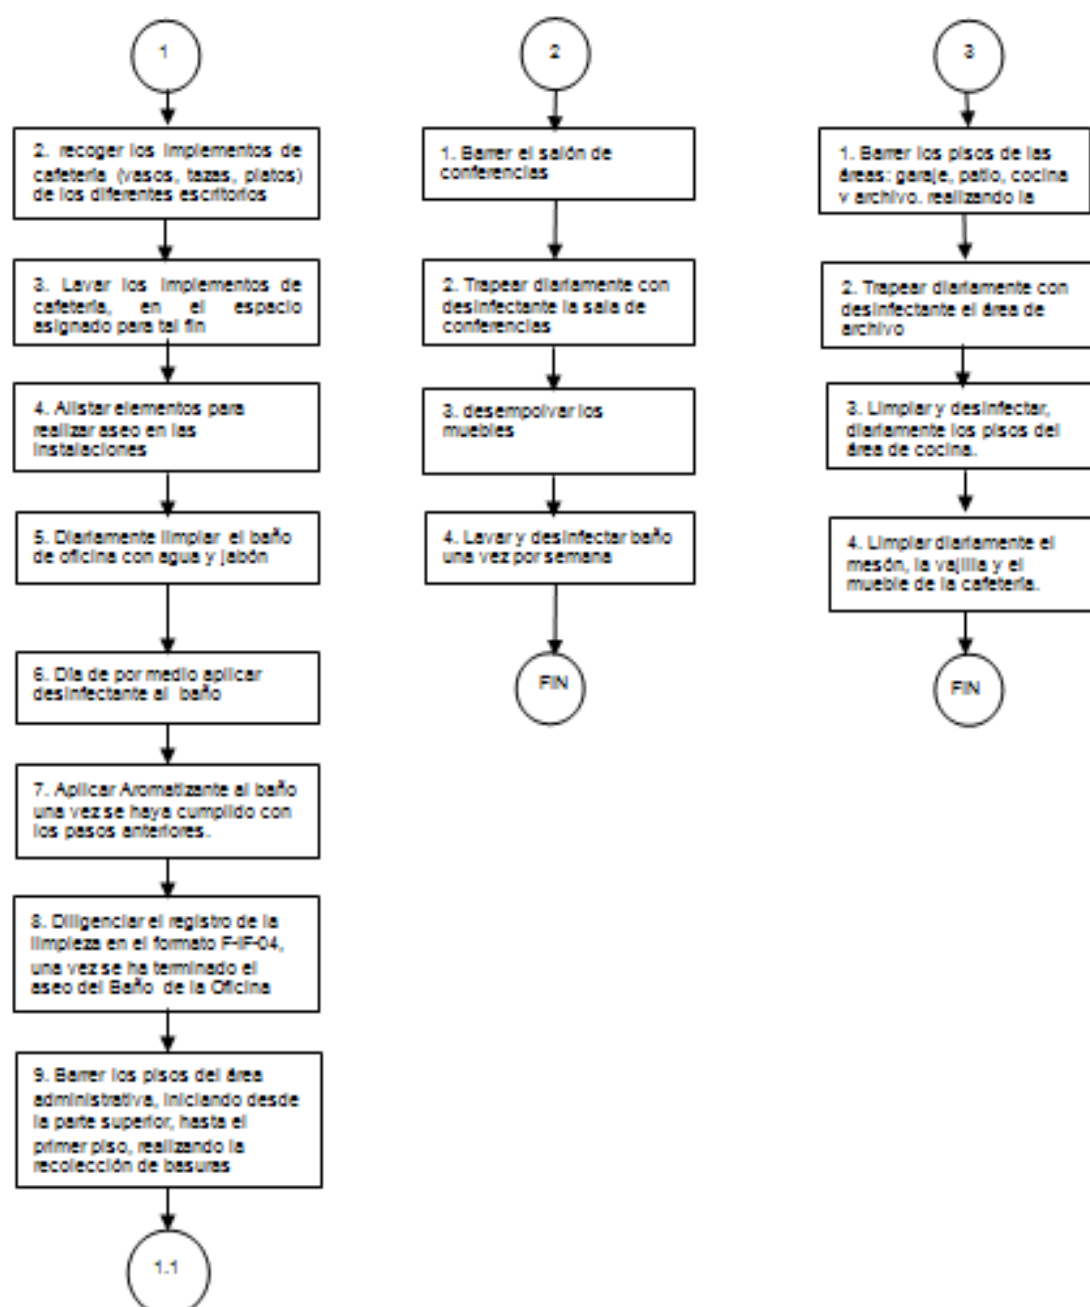 1
2. recoger los implementos de
cafetería (vasos, tazas, platos)
de los diferentes escritorios
3. Lavar los implementos de
cafetería, en el espacio
asignado para tal fin
4. Alistar elementos para
realizar aseo en las
instalaciones
5. Diariamente limpiar el baño
de oficina con agua y jabón
6. Día de por medio aplicar
desinfectante al baño
7. Aplicar Aromatizante al baño
una vez se haya cumplido con
los pasos anteriores.
8. Diligenciar el registro de la
limpieza en el formato F-IF-04,
una vez se ha terminado el
aseo del Baño de la Oficina
9. Barrer los pisos del área
administrativa, iniciando desde
la parte superior, hasta el
primer piso, realizando la
recolección de basuras
1.1
2
1. Barrer el salón de
conferencias
2. Trapear diariamente con
desinfectante la sala de
conferencias
3. desempolvar los
muebles
4. Lavar y desinfectar baño
una vez por semana
FIN
3
1. Barrer los pisos de las
áreas: garaje, patio, cocina
y archivo. realizando la
2. Trapear diariamente con
desinfectante el área de
archivo
3. Limpiar y desinfectar,
diariamente los pisos del
área de cocina.
4. Limpiar diariamente el
mesón, la vajilla y el
mueble de la cafetería.
FIN